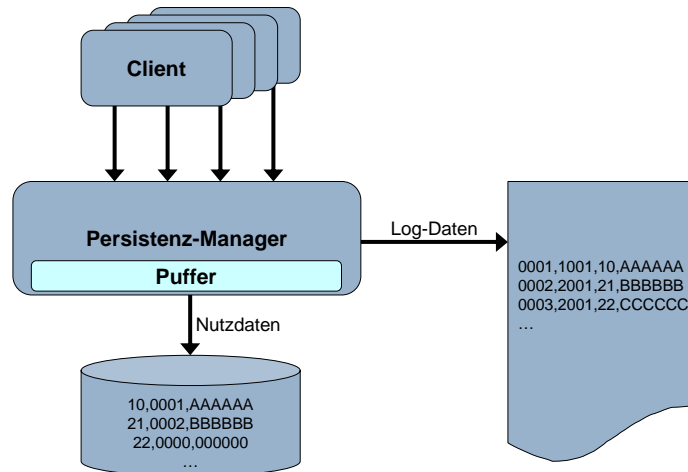 Client
Persistenz-Manager
Puffer
Log-Daten
Nutzdaten
0001,1001,10,AAAAAA
0002,2001,21,BBBBBB
0003,2001,22,CCCCCC
…
10,0001,AAAAAA
21,0002,BBBBBB
22,0000,000000
…